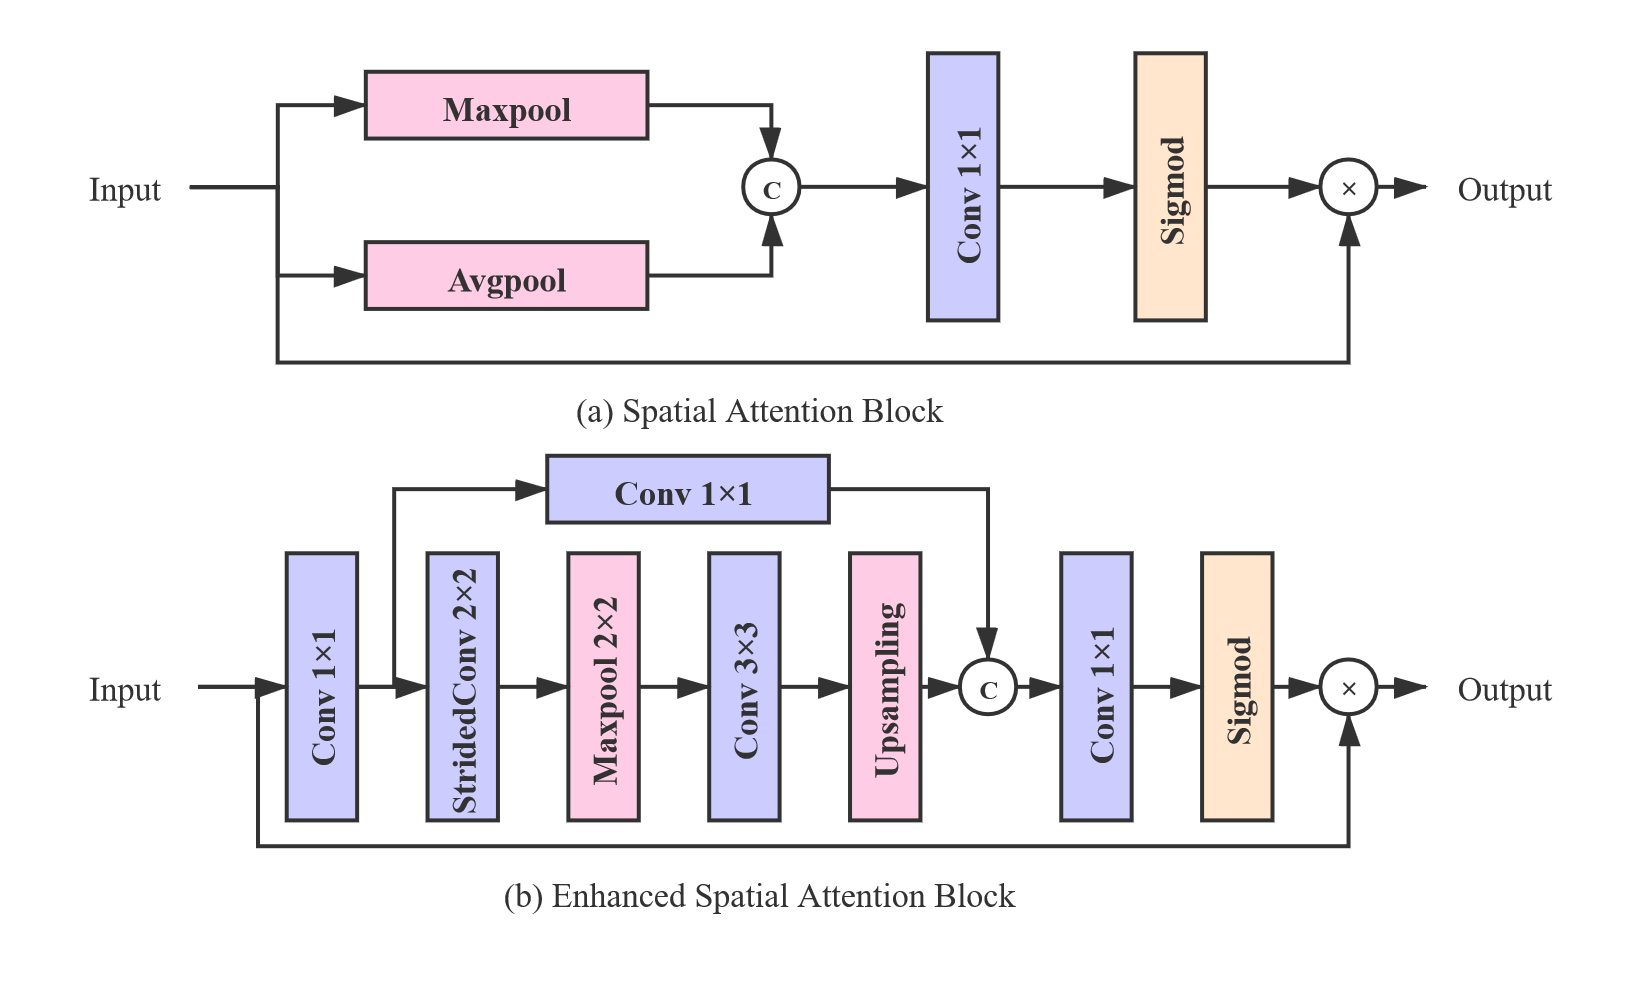 Maxpool
Input
C
Conv 1×1
Sigmod
×
Output
Avgpool
(a) Spatial Attention Block
Conv 1×1
Input
Conv 1×1
StridedConv 2×2
Maxpool 2×2
Conv 3×3
Upsampling
C
Conv 1×1
Sigmod
×
Output
(b) Enhanced Spatial Attention Block